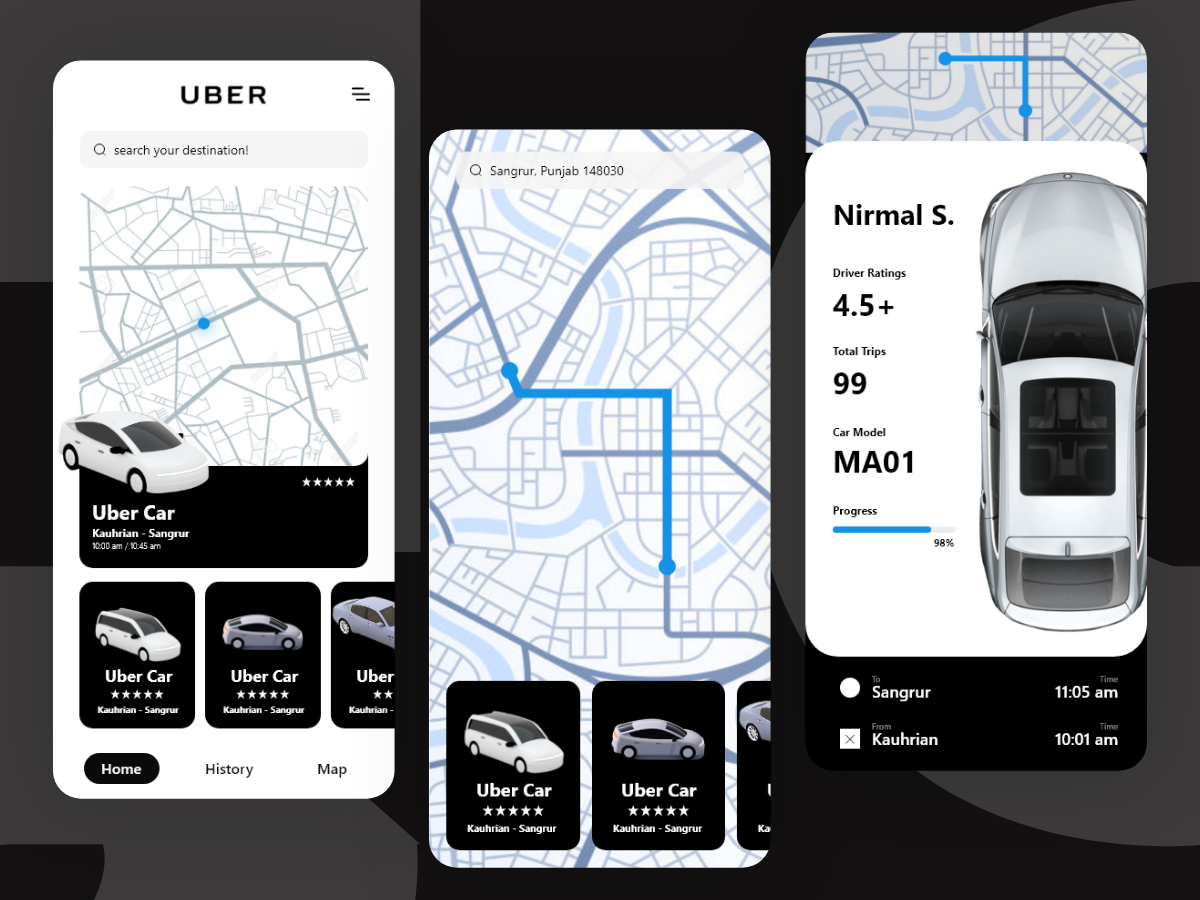 UBER
search your destination!
★★★★★
Uber Car
Kauhrian - Sangrur
10:00 am / 10:45 am
Uber Car
★★★★★
Kauhrian - Sangrur
Uber Car
★★★★★
Kauhrian - Sangrur
Uber
★★
Kauhrian -
Home
History
Map
Sangrur, Punjab 148030
Uber Car
★★★★★
Kauhrian - Sangrur
Uber Car
★★★★★
Kauhrian - Sangrur
U
Ka
Nirmal S.
Driver Ratings
4.5+
Total Trips
99
Car Model
MA01
Progress
98%
To
Sangrur
Time
11:05 am
From
Kauhrian
Time
10:01 am